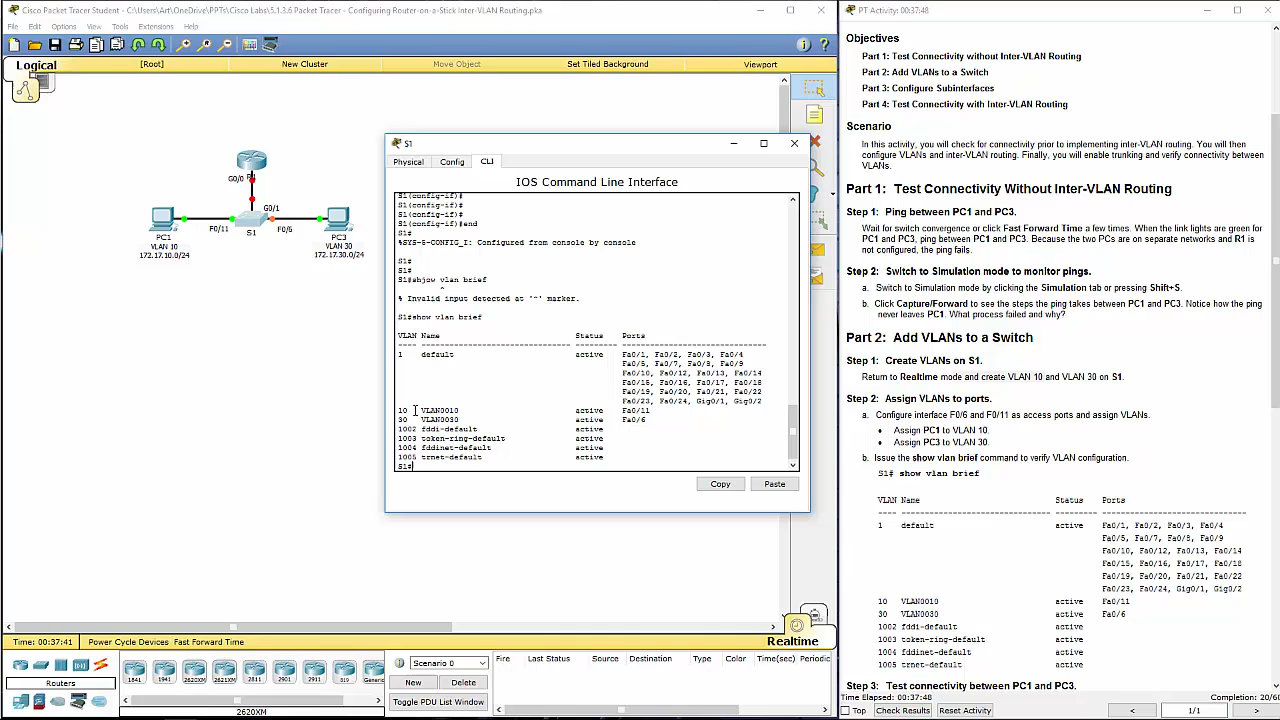 Cisco Packet Tracer Student - C:\Users\Art\OneDrive\PPTs\Cisco Labs\5.1.3.6 Packet Tracer - Configuring Router-on-a-Stick Inter-VLAN Routing.pka
File Edit Options View Tools Extensions Help
Logical [Root] New Cluster Move Object Set Tiled Background Viewport
G0/0
G0/1
PC1
VLAN 10
172.17.10.0/24
F0/11
S1
F0/6
PC3
VLAN 30
172.17.30.0/24
S1
Physical Config CLI
IOS Command Line Interface
S1(config-if)#
S1(config-if)#
S1(config-if)#
S1(config-if)#end
S1#
%SYS-5-CONFIG_I: Configured from console by console
S1#
S1#
S1#shjow vlan brief
^
% Invalid input detected at '^' marker.
S1#show vlan brief
VLAN Name Status Ports
---- -------------------------------- --------- -------------------------------
1 default active Fa0/1, Fa0/2, Fa0/3, Fa0/4
Fa0/5, Fa0/7, Fa0/8, Fa0/9
Fa0/10, Fa0/12, Fa0/13, Fa0/14
Fa0/15, Fa0/16, Fa0/17, Fa0/18
Fa0/19, Fa0/20, Fa0/21, Fa0/22
Fa0/23, Fa0/24, Gig0/1, Gig0/2
10 VLAN0010 active Fa0/11
30 VLAN0030 active Fa0/6
1002 fddi-default active
1003 token-ring-default active
1004 fddinet-default active
1005 trnet-default active
S1#
Copy Paste
Time: 00:37:41 Power Cycle Devices Fast Forward Time Realtime
Routers
1841 1941 2620XM 2621XM 2811 2901 2911 819 Generic
2620XM
Scenario 0
New Delete
Toggle PDU List Window
Fire Last Status Source Destination Type Color Time(sec) Periodic
PT Activity: 00:37:48
Objectives
Part 1: Test Connectivity without Inter-VLAN Routing
Part 2: Add VLANs to a Switch
Part 3: Configure Subinterfaces
Part 4: Test Connectivity with Inter-VLAN Routing
Scenario
In this activity, you will check for connectivity prior to implementing inter-VLAN routing. You will then
configure VLANs and inter-VLAN routing. Finally, you will enable trunking and verify connectivity between
VLANs.
Part 1: Test Connectivity Without Inter-VLAN Routing
Step 1: Ping between PC1 and PC3.
Wait for switch convergence or click Fast Forward Time a few times. When the link lights are green for
PC1 and PC3, ping between PC1 and PC3. Because the two PCs are on separate networks and R1 is
not configured, the ping fails.
Step 2: Switch to Simulation mode to monitor pings.
a. Switch to Simulation mode by clicking the Simulation tab or pressing Shift+S.
b. Click Capture/Forward to see the steps the ping takes between PC1 and PC3. Notice how the ping
never leaves PC1. What process failed and why?
Part 2: Add VLANs to a Switch
Step 1: Create VLANs on S1.
Return to Realtime mode and create VLAN 10 and VLAN 30 on S1.
Step 2: Assign VLANs to ports.
a. Configure interface F0/6 and F0/11 as access ports and assign VLANs.
• Assign PC1 to VLAN 10.
• Assign PC3 to VLAN 30.
b. Issue the show vlan brief command to verify VLAN configuration.
S1# show vlan brief
VLAN Name Status Ports
---- -------------------------------- --------- -------------------------------
1 default active Fa0/1, Fa0/2, Fa0/3, Fa0/4
Fa0/5, Fa0/7, Fa0/8, Fa0/9
Fa0/10, Fa0/12, Fa0/13, Fa0/14
Fa0/15, Fa0/16, Fa0/17, Fa0/18
Fa0/19, Fa0/20, Fa0/21, Fa0/22
Fa0/23, Fa0/24, Gig0/1, Gig0/2
10 VLAN0010 active Fa0/11
30 VLAN0030 active Fa0/6
1002 fddi-default active
1003 token-ring-default active
1004 fddinet-default active
1005 trnet-default active
Step 3: Test connectivity between PC1 and PC3.
Time Elapsed: 00:37:48 Completion: 20/60
Top Check Results Reset Activity < 1/1 >